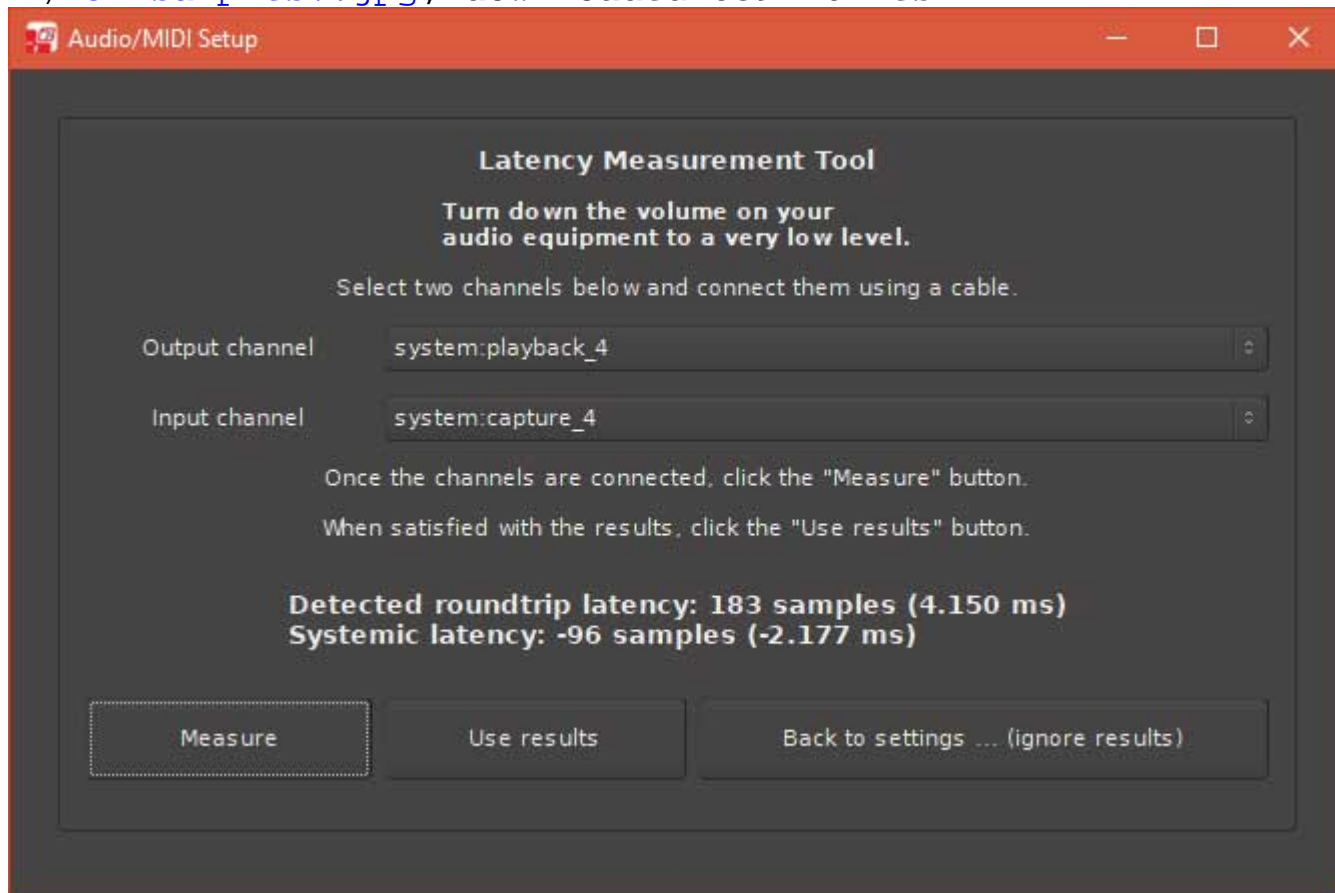 Audio/MIDI Setup
Latency Measurement Tool
Turn down the volume on your
audio equipment to a very low level.
Select two channels below and connect them using a cable.
Output channel system:playback_4
Input channel system:capture_4
Once the channels are connected, click the "Measure" button.
When satisfied with the results, click the "Use results" button.
Detected roundtrip latency: 183 samples (4.150 ms)
Systemic latency: -96 samples (-2.177 ms)
Measure Use results Back to settings ... (ignore results)